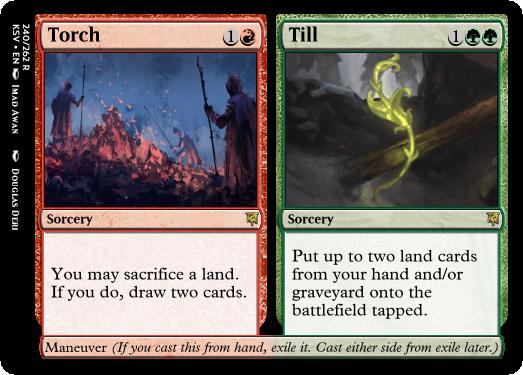 Torch 1
Sorcery
You may sacrifice a land.
If you do, draw two cards.
Till 1
Sorcery
Put up to two land cards
from your hand and/or
graveyard onto the
battlefield tapped.
Maneuver (If you cast this from hand, exile it. Cast either side from exile later.)
240/262 R
KSV • EN IMAD AWAN DOUGLAS DERI